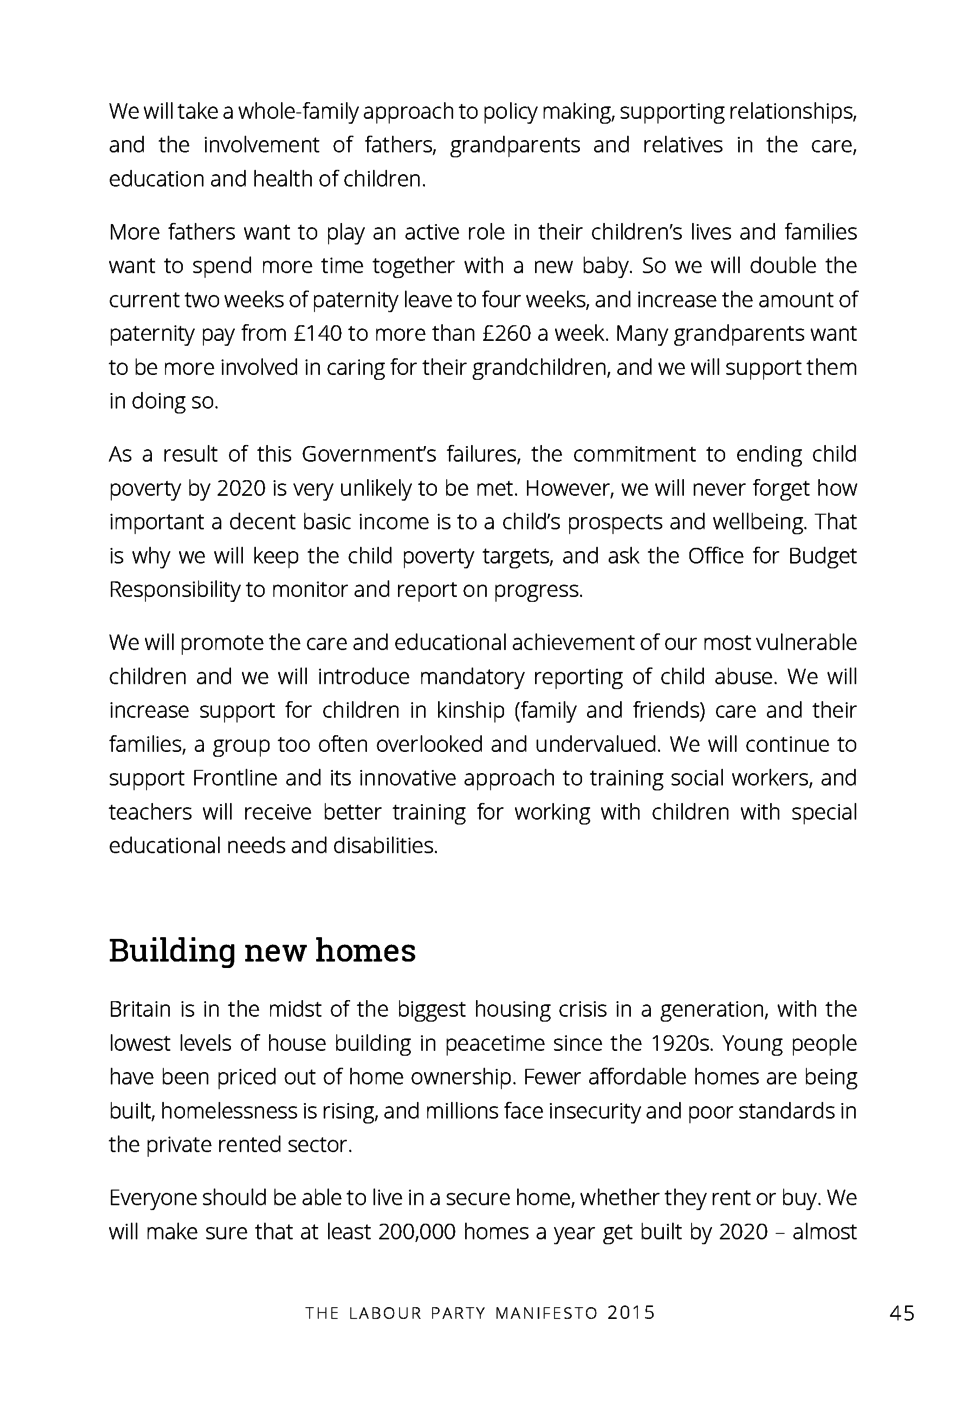 We will take a whole-family approach to policy making, supporting relationships,
and the involvement of fathers, grandparents and relatives in the care,
education and health of children.
More fathers want to play an active role in their children’s lives and families
want to spend more time together with a new baby. So we will double the
current two weeks of paternity leave to four weeks, and increase the amount of
paternity pay from £140 to more than £260 a week. Many grandparents want
to be more involved in caring for their grandchildren, and we will support them
in doing so.
As a result of this Government’s failures, the commitment to ending child
poverty by 2020 is very unlikely to be met. However, we will never forget how
important a decent basic income is to a child’s prospects and wellbeing. That
is why we will keep the child poverty targets, and ask the Office for Budget
Responsibility to monitor and report on progress.
We will promote the care and educational achievement of our most vulnerable
children and we will introduce mandatory reporting of child abuse. We will
increase support for children in kinship (family and friends) care and their
families, a group too often overlooked and undervalued. We will continue to
support Frontline and its innovative approach to training social workers, and
teachers will receive better training for working with children with special
educational needs and disabilities.
Building new homes
Britain is in the midst of the biggest housing crisis in a generation, with the
lowest levels of house building in peacetime since the 1920s. Young people
have been priced out of home ownership. Fewer affordable homes are being
built, homelessness is rising, and millions face insecurity and poor standards in
the private rented sector.
Everyone should be able to live in a secure home, whether they rent or buy. We
will make sure that at least 200,000 homes a year get built by 2020 – almost
THE LABOUR PARTY MANIFESTO 2015 45